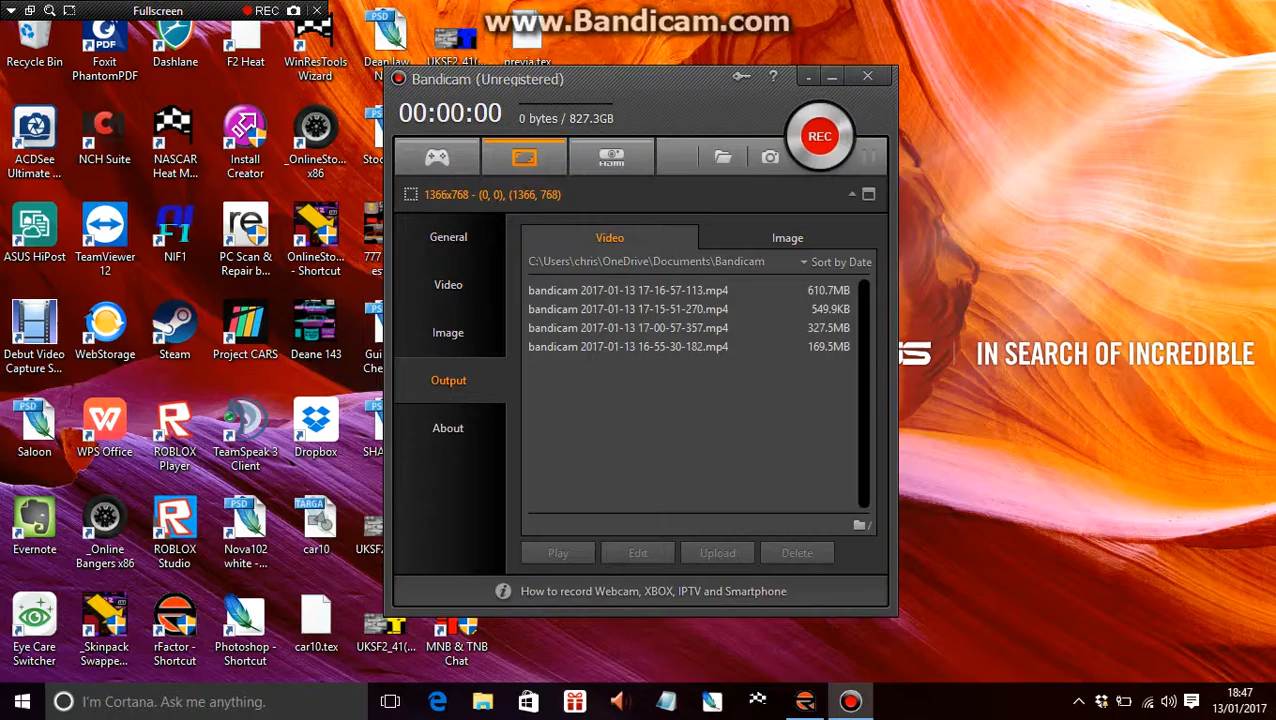 Fullscreen
REC
www.Bandicam.com
Recycle Bin
Foxit
PhantomPDF
Dashlane
F2 Heat
WinResTools
Wizard
PSD
UKSF2_41(...
previa.tex
Bandicam (Unregistered)
?
00:00:00
0 bytes / 827.3GB
REC
HDMI
1366x768 - (0, 0), (1366, 768)
General
Video
Image
Output
About
Video
Image
C:\Users\chris\OneDrive\Documents\Bandicam
Sort by Date
bandicam 2017-01-13 17-16-57-113.mp4
610.7MB
bandicam 2017-01-13 17-15-51-270.mp4
549.9KB
bandicam 2017-01-13 17-00-57-357.mp4
327.5MB
bandicam 2017-01-13 16-55-30-182.mp4
169.5MB
Play
Edit
Upload
Delete
How to record Webcam, XBOX, IPTV and Smartphone
ACDSee
Ultimate ...
NCH Suite
NASCAR
Heat M...
Install
Creator
_OnlineSto...
x86
ASUS HiPost
TeamViewer
12
NIF1
PC Scan &
Repair b...
OnlineSto...
- Shortcut
Debut Video
Capture S...
WebStorage
Steam
Project CARS
Deane 143
IN SEARCH OF INCREDIBLE
PSD
Saloon
WPS Office
ROBLOX
Player
TeamSpeak 3
Client
Dropbox
Evernote
_Online
Bangers x86
ROBLOX
Studio
PSD
Nova102
white -...
TARGA
car10
Eye Care
Switcher
_Skinpack
Swappe...
rFactor -
Shortcut
Photoshop -
Shortcut
car10.tex
UKSF2_41(...
MNB & TNB
Chat
I'm Cortana. Ask me anything.
18:47
13/01/2017